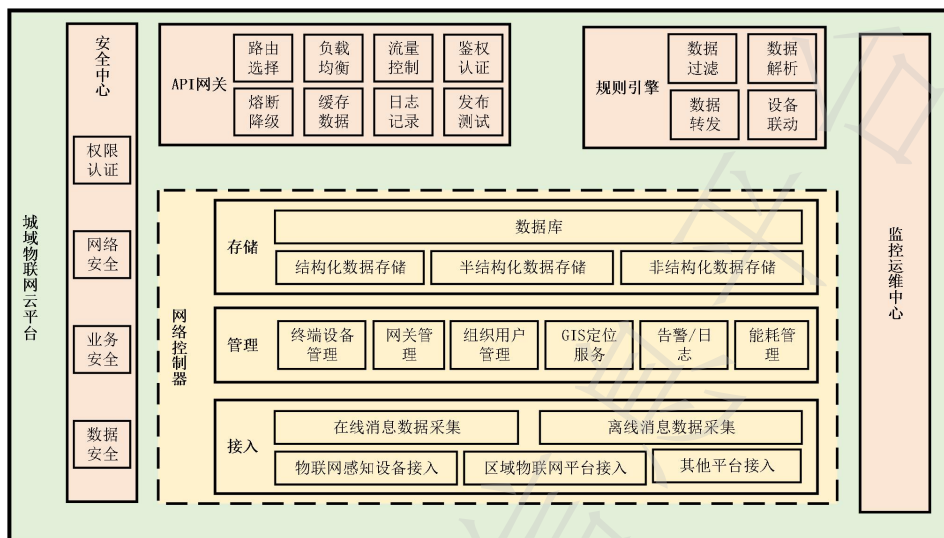 城域物联网云平台
安全中心
权限
认证
网络
安全
业务
安全
数据
安全
API网关
路由
选择
负载
均衡
流量
控制
鉴权
认证
熔断
降级
缓存
数据
日志
记录
发布
测试
规则引擎
数据
过滤
数据
解析
数据
转发
设备
联动
网络控制器
存储
数据库
结构化数据存储
半结构化数据存储
非结构化数据存储
管理
终端设备
管理
网关管
理
组织用户
管理
GIS定位
服务
告警/日
志
能耗管
理
接入
在线消息数据采集
离线消息数据采集
物联网感知设备接入
区域物联网平台接入
其他平台接入
监控运维中心